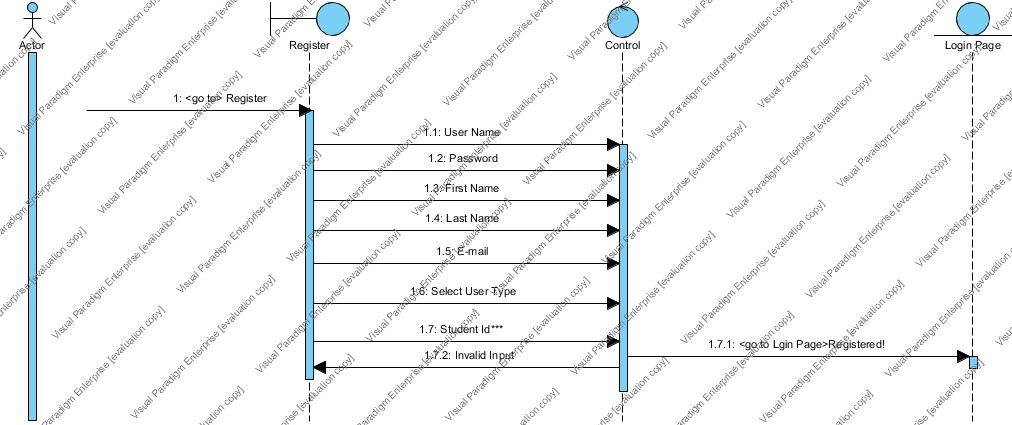 Actor
Register
Control
Login Page
1: <go to> Register
1.1: User Name
1.2: Password
1.3: First Name
1.4: Last Name
1.5: E-mail
1.6: Select User Type
1.7: Student Id***
1.7.1: <go to Lgin Page>Registered!
1.7.2: Invalid Input
Visual Paradigm Enterprise [evaluation copy]